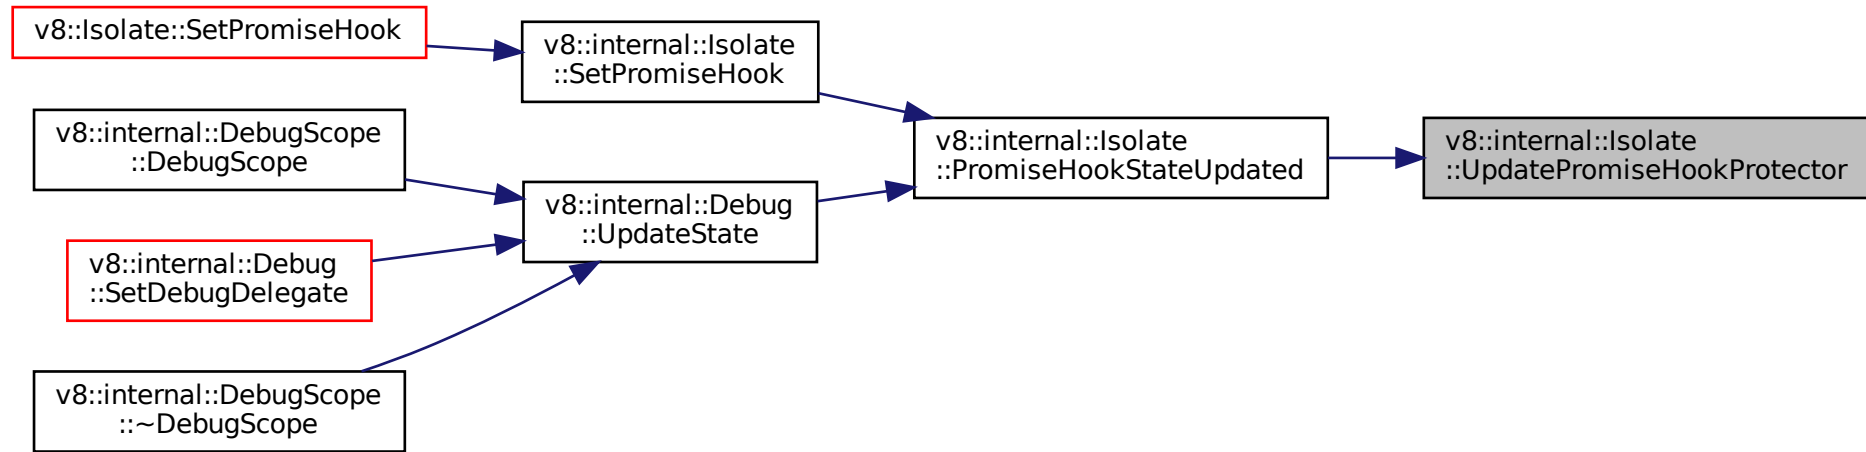 v8::Isolate::SetPromiseHook
v8::internal::Isolate
::SetPromiseHook
v8::internal::DebugScope
::DebugScope
v8::internal::Isolate
::PromiseHookStateUpdated
v8::internal::Isolate
::UpdatePromiseHookProtector
v8::internal::Debug
::UpdateState
v8::internal::Debug
::SetDebugDelegate
v8::internal::DebugScope
::~DebugScope